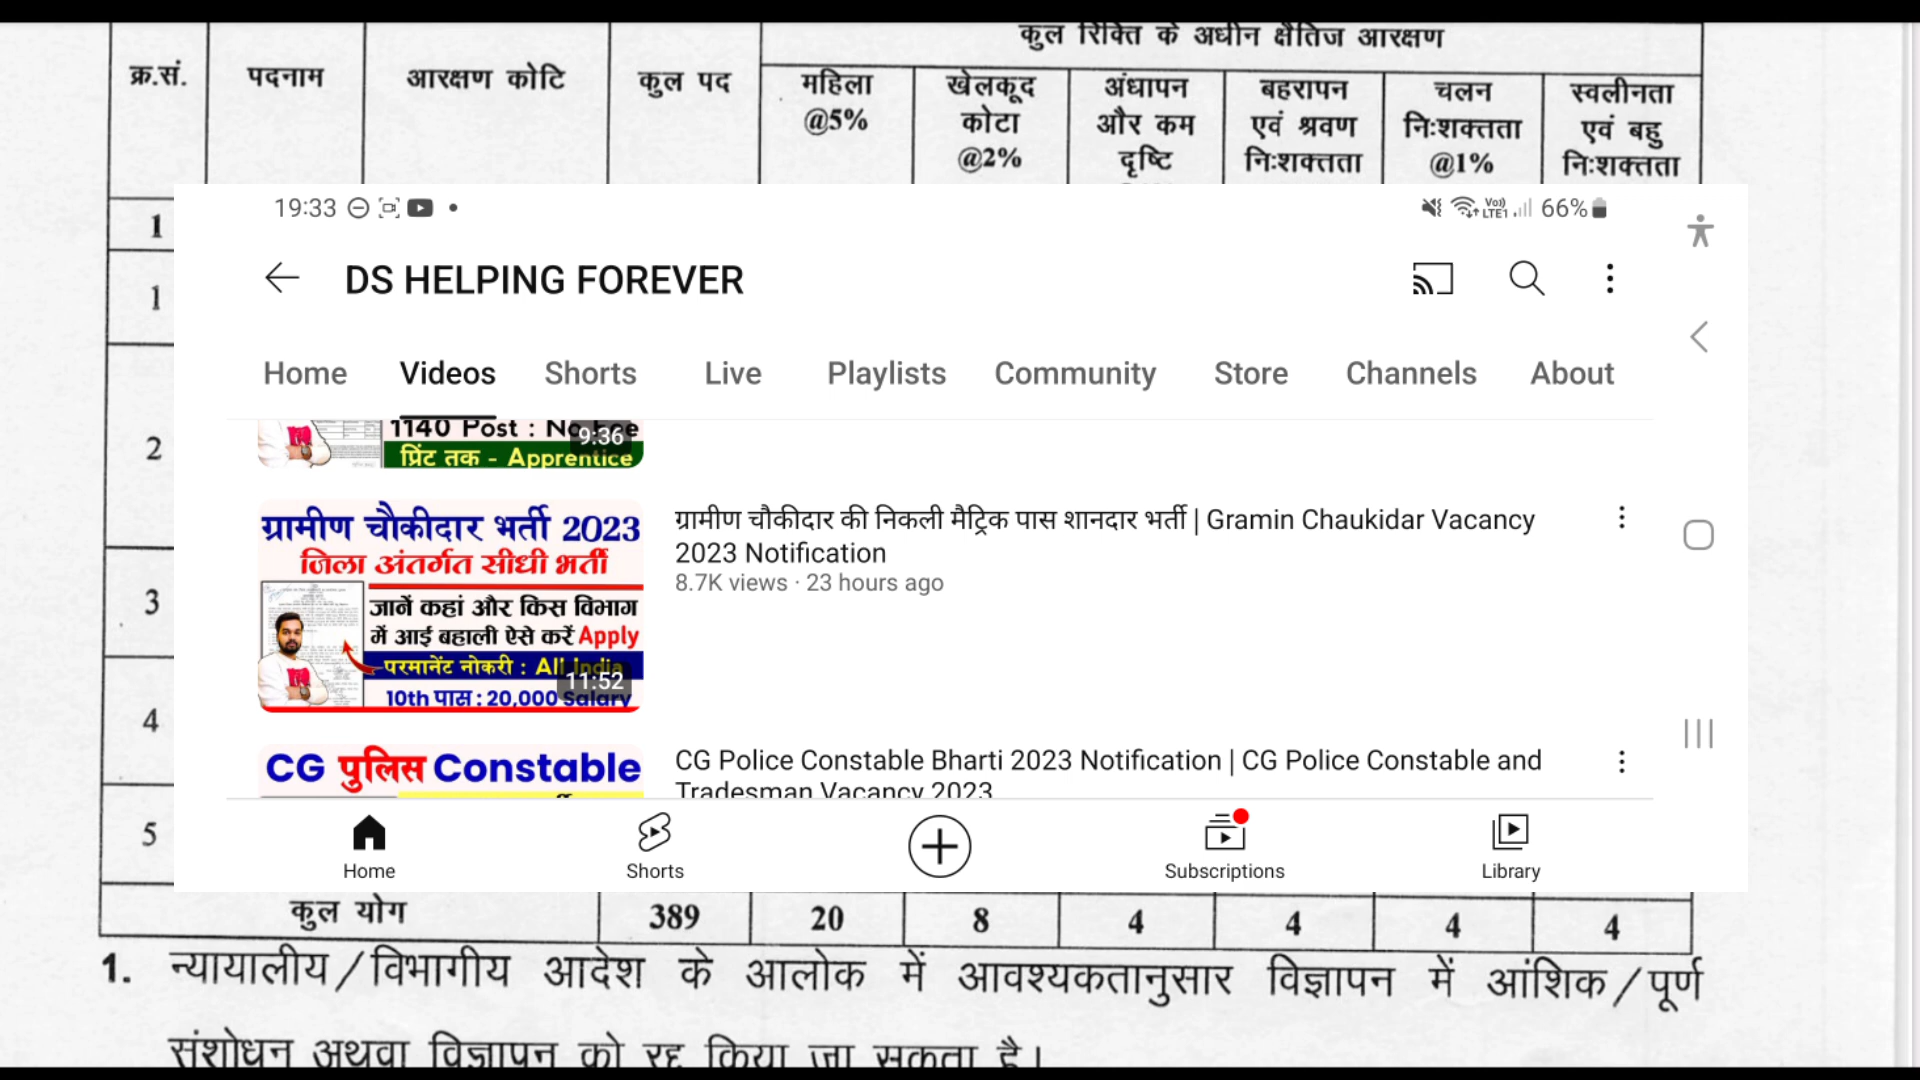 कुल रिक्ति के अधीन क्षैतिज आरक्षण
क्र.सं. पदनाम आरक्षण कोटि कुल पद
महिला @5%
खेलकूद कोटा @2%
अंधापन और कम दृष्टि
बहरापन एवं श्रवण निःशक्तता
चलन निःशक्तता @1%
स्वलीनता एवं बहु निःशक्तता
1
1
2
3
4
5
19:33
Vo)) LTE1 66%
DS HELPING FOREVER
Home Videos Shorts Live Playlists Community Store Channels About
1140 Post : No Fee
9:36
प्रिंट तक - Apprentice
ग्रामीण चौकीदार भर्ती 2023
जिला अंतर्गत सीधी भर्ती
जानें कहां और किस विभाग
में आई बहाली ऐसे करें Apply
परमानेंट नोकरी : All India
11:52
10th पास : 20,000 Salary
ग्रामीण चौकीदार की निकली मैट्रिक पास शानदार भर्ती | Gramin Chaukidar Vacancy
2023 Notification
8.7K views · 23 hours ago
CG पुलिस Constable
CG Police Constable Bharti 2023 Notification | CG Police Constable and
Tradesman Vacancy 2023
Home Shorts Subscriptions Library
कुल योग 389 20 8 4 4 4 4
1. न्यायालीय/विभागीय आदेश के आलोक में आवश्यकतानुसार विज्ञापन में आंशिक/पूर्ण
संशोधन अथवा विज्ञापन को रद्द किया जा सकता है।